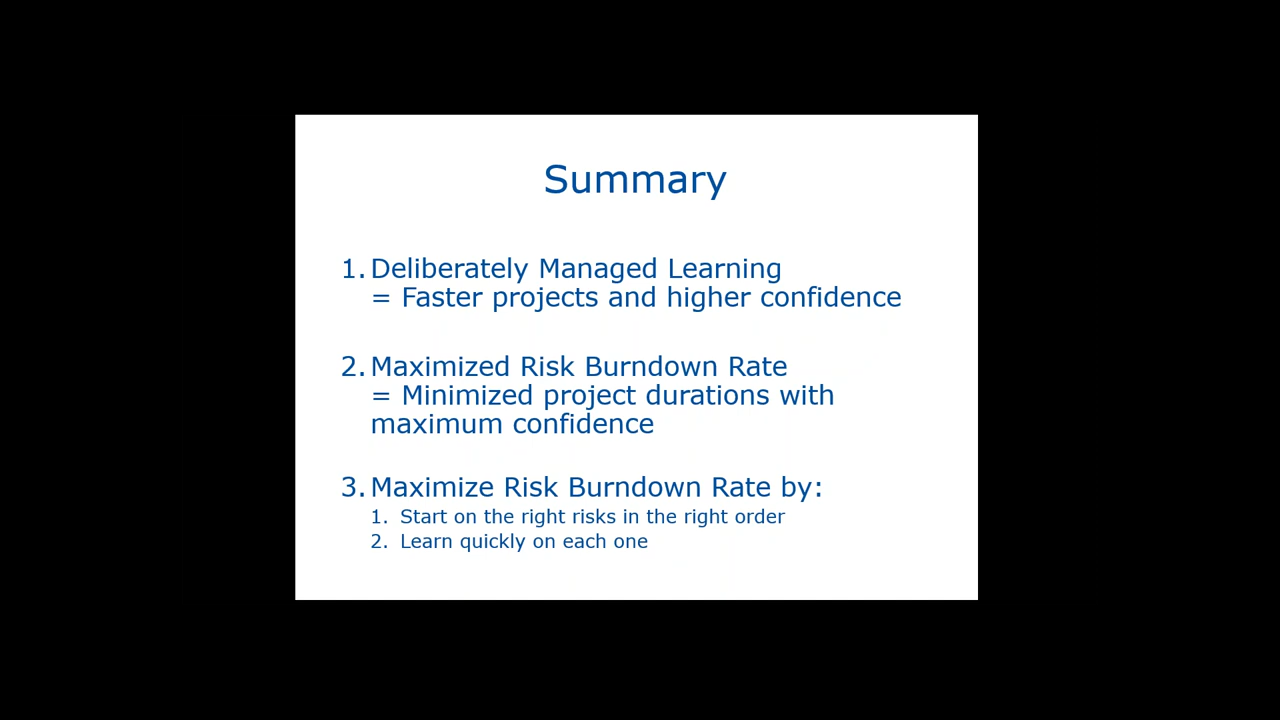 Summary
1. Deliberately Managed Learning
= Faster projects and higher confidence
2. Maximized Risk Burndown Rate
= Minimized project durations with
maximum confidence
3. Maximize Risk Burndown Rate by:
1. Start on the right risks in the right order
2. Learn quickly on each one